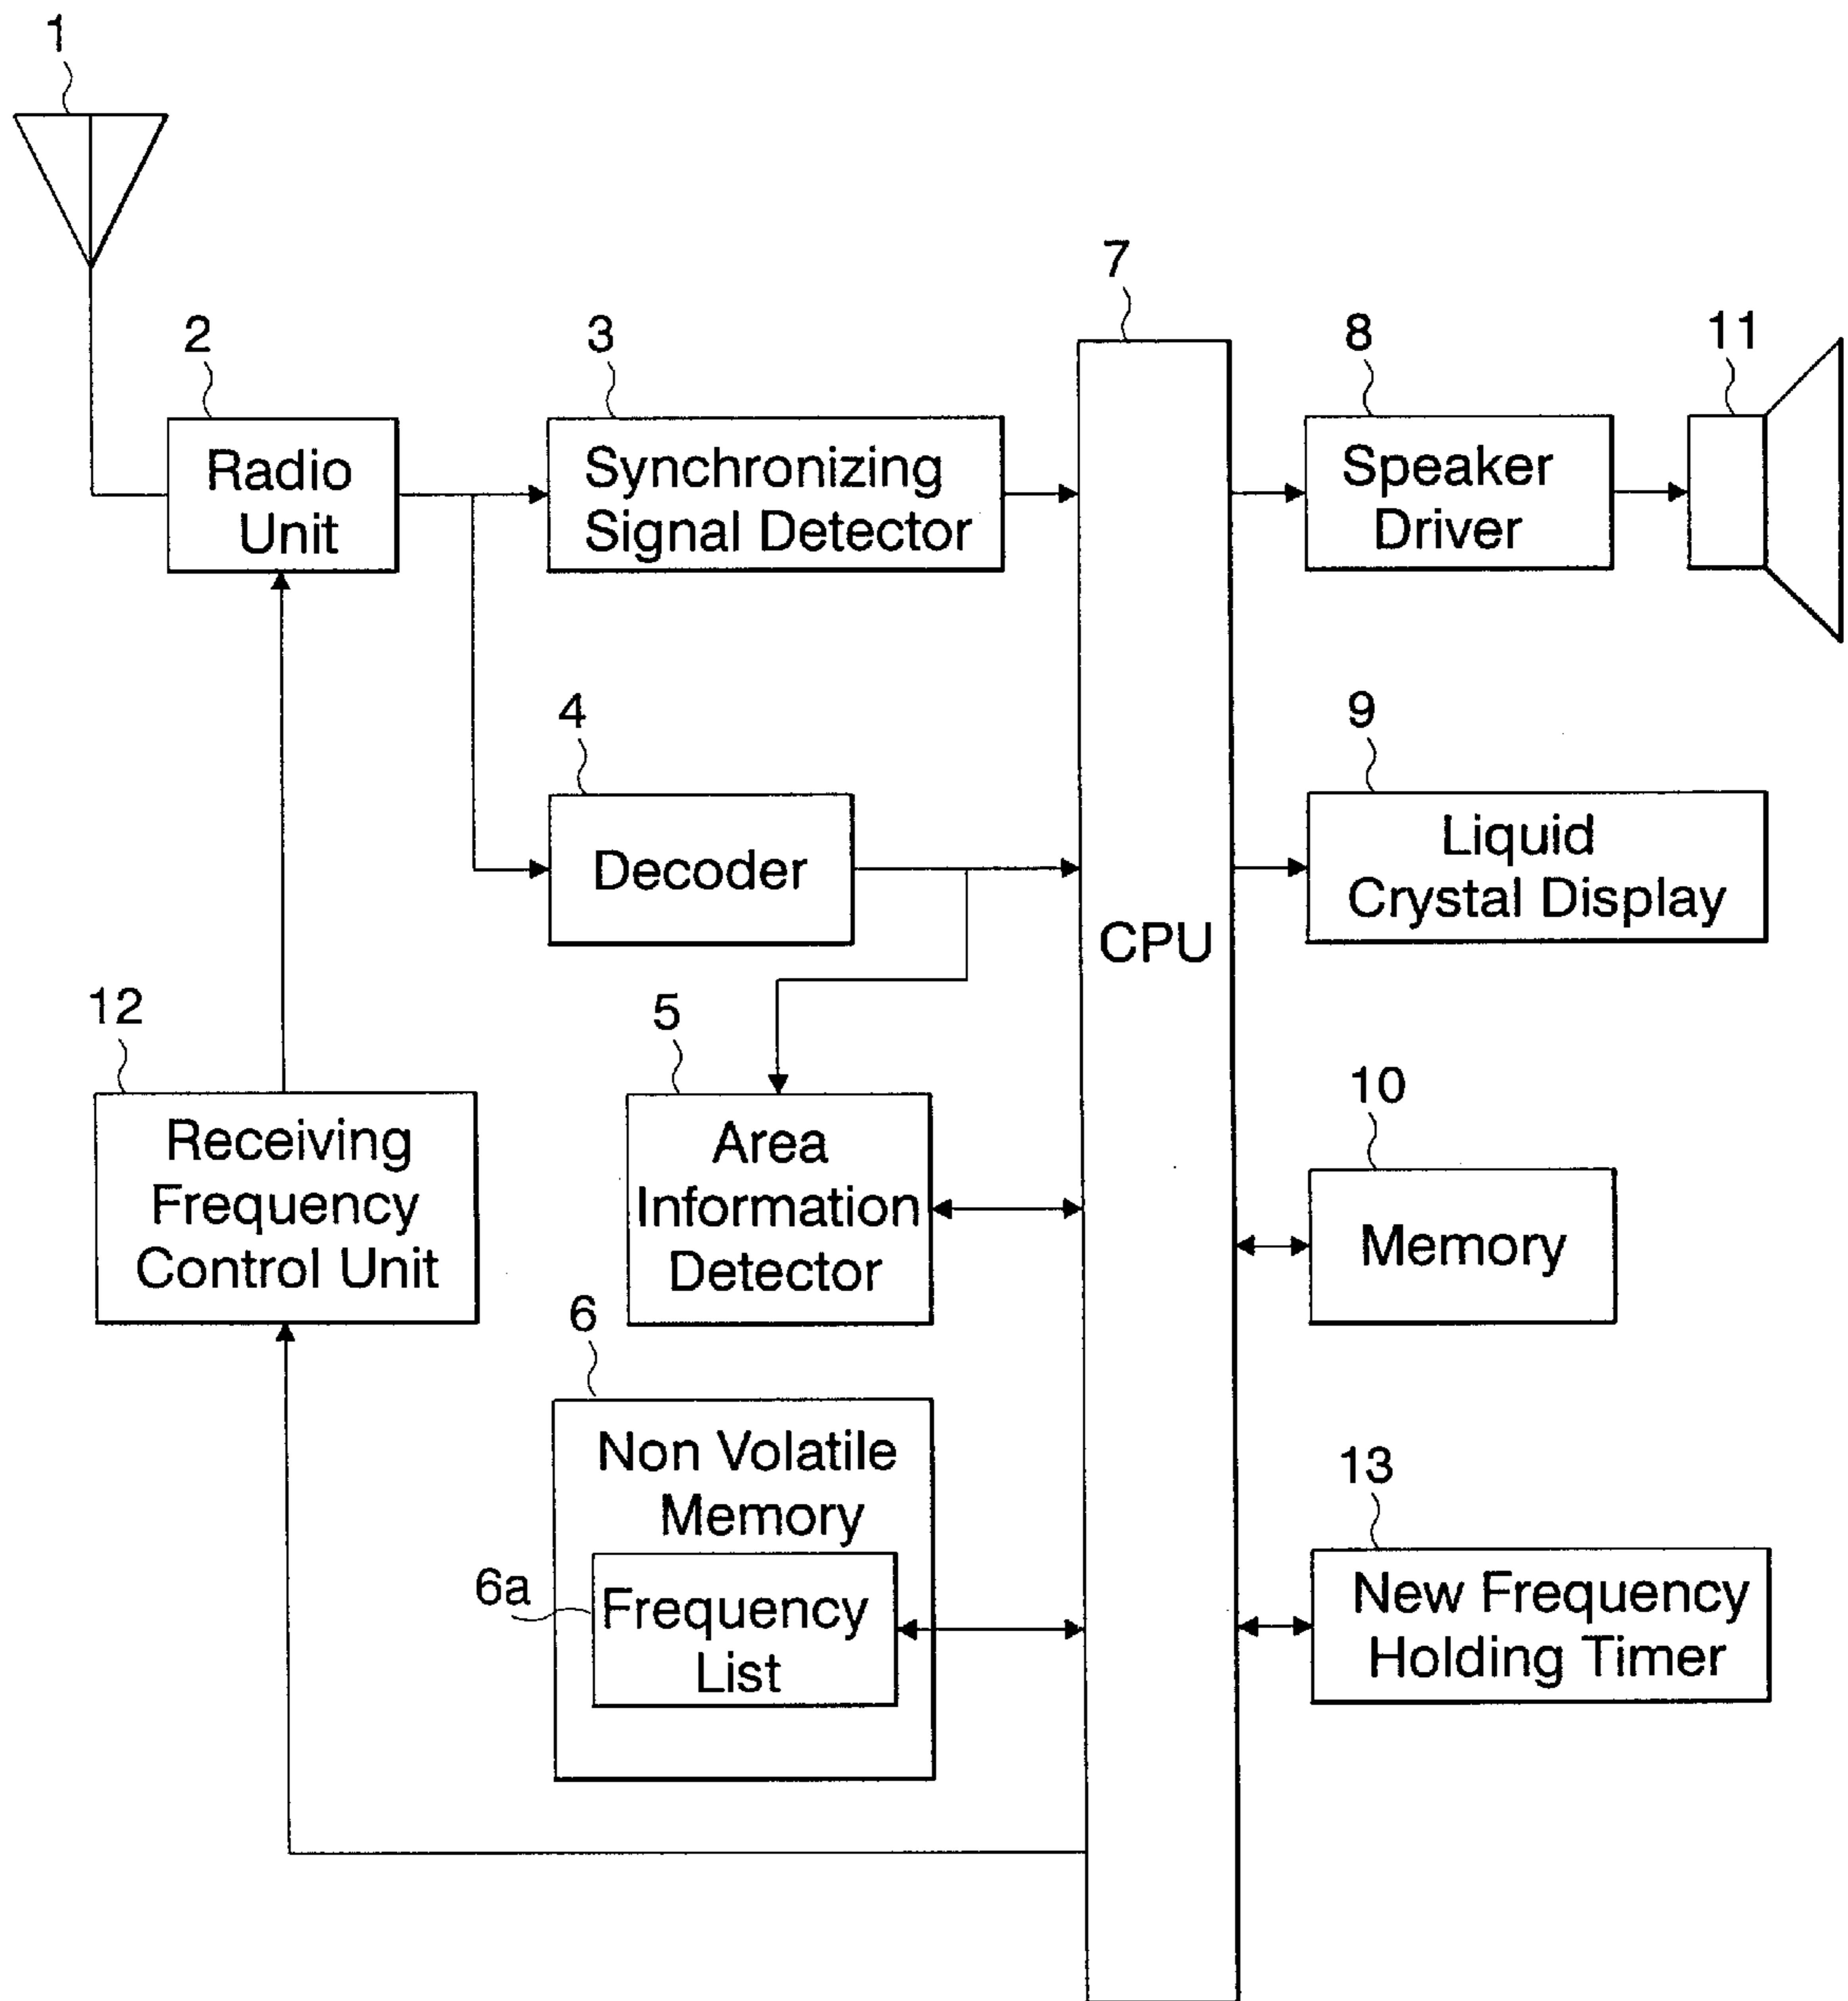 1
7
2
3
8
11
Radio
Unit
Synchronizing
Signal Detector
Speaker
Driver
4
9
Decoder
Liquid
Crystal Display
CPU
12
5
10
Receiving
Frequency
Control Unit
Area
Information
Detector
Memory
6
Non Volatile
Memory
13
6a
Frequency
List
New Frequency
Holding Timer